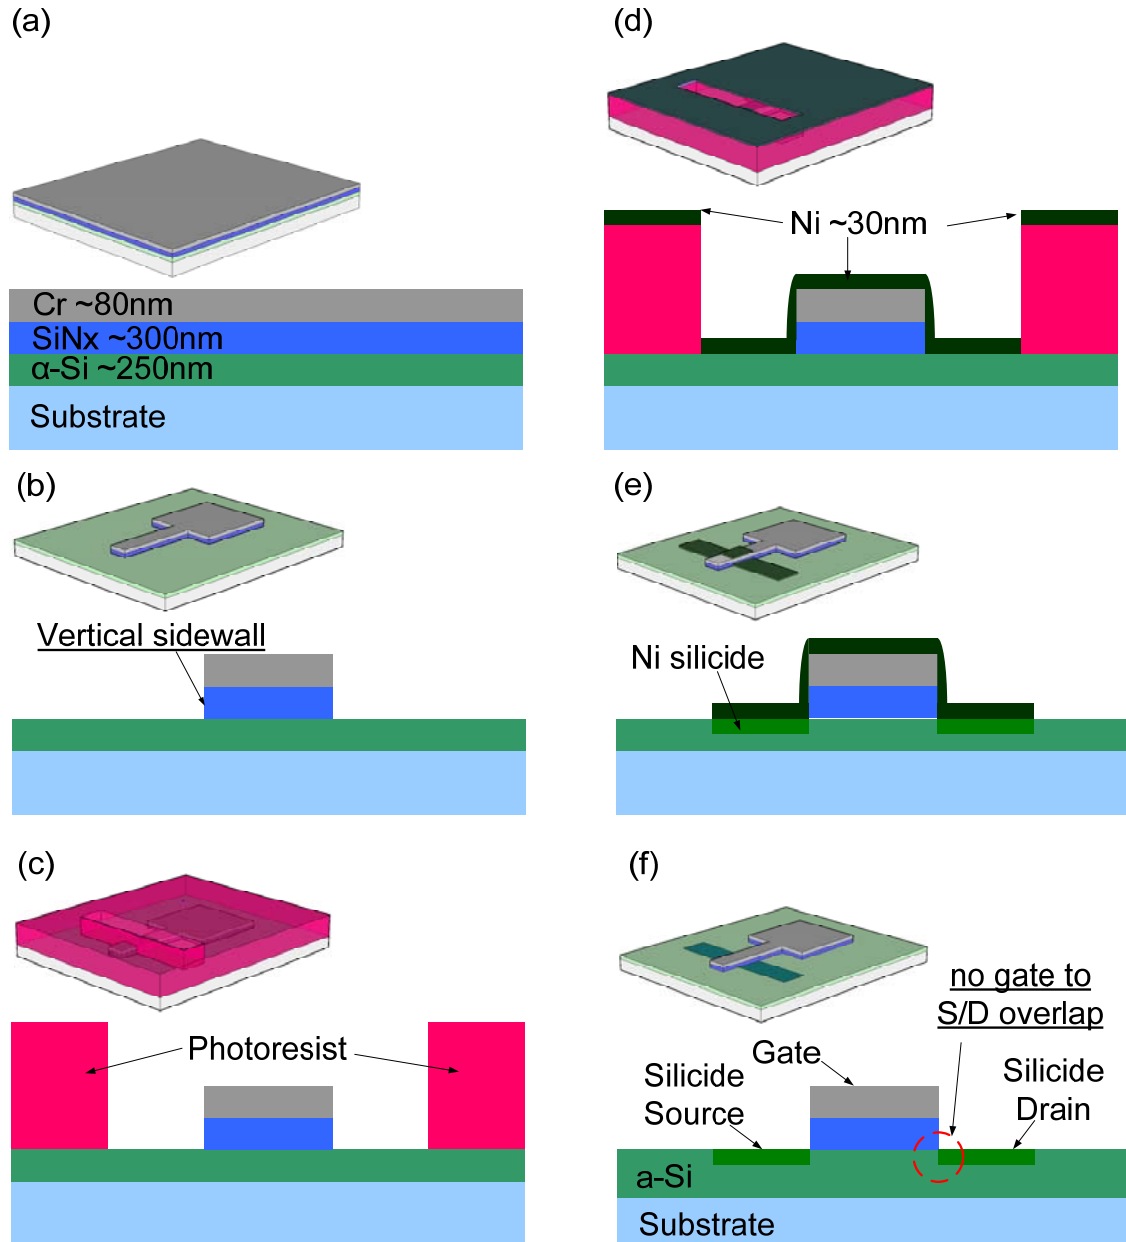 (a)
Cr ~80nm
SiNx ~300nm
α-Si ~250nm
Substrate
(b)
Vertical sidewall
(c)
Photoresist
(d)
Ni ~30nm
(e)
Ni silicide
(f)
no gate to
S/D overlap
Gate
Silicide
Source
Silicide
Drain
a-Si
Substrate